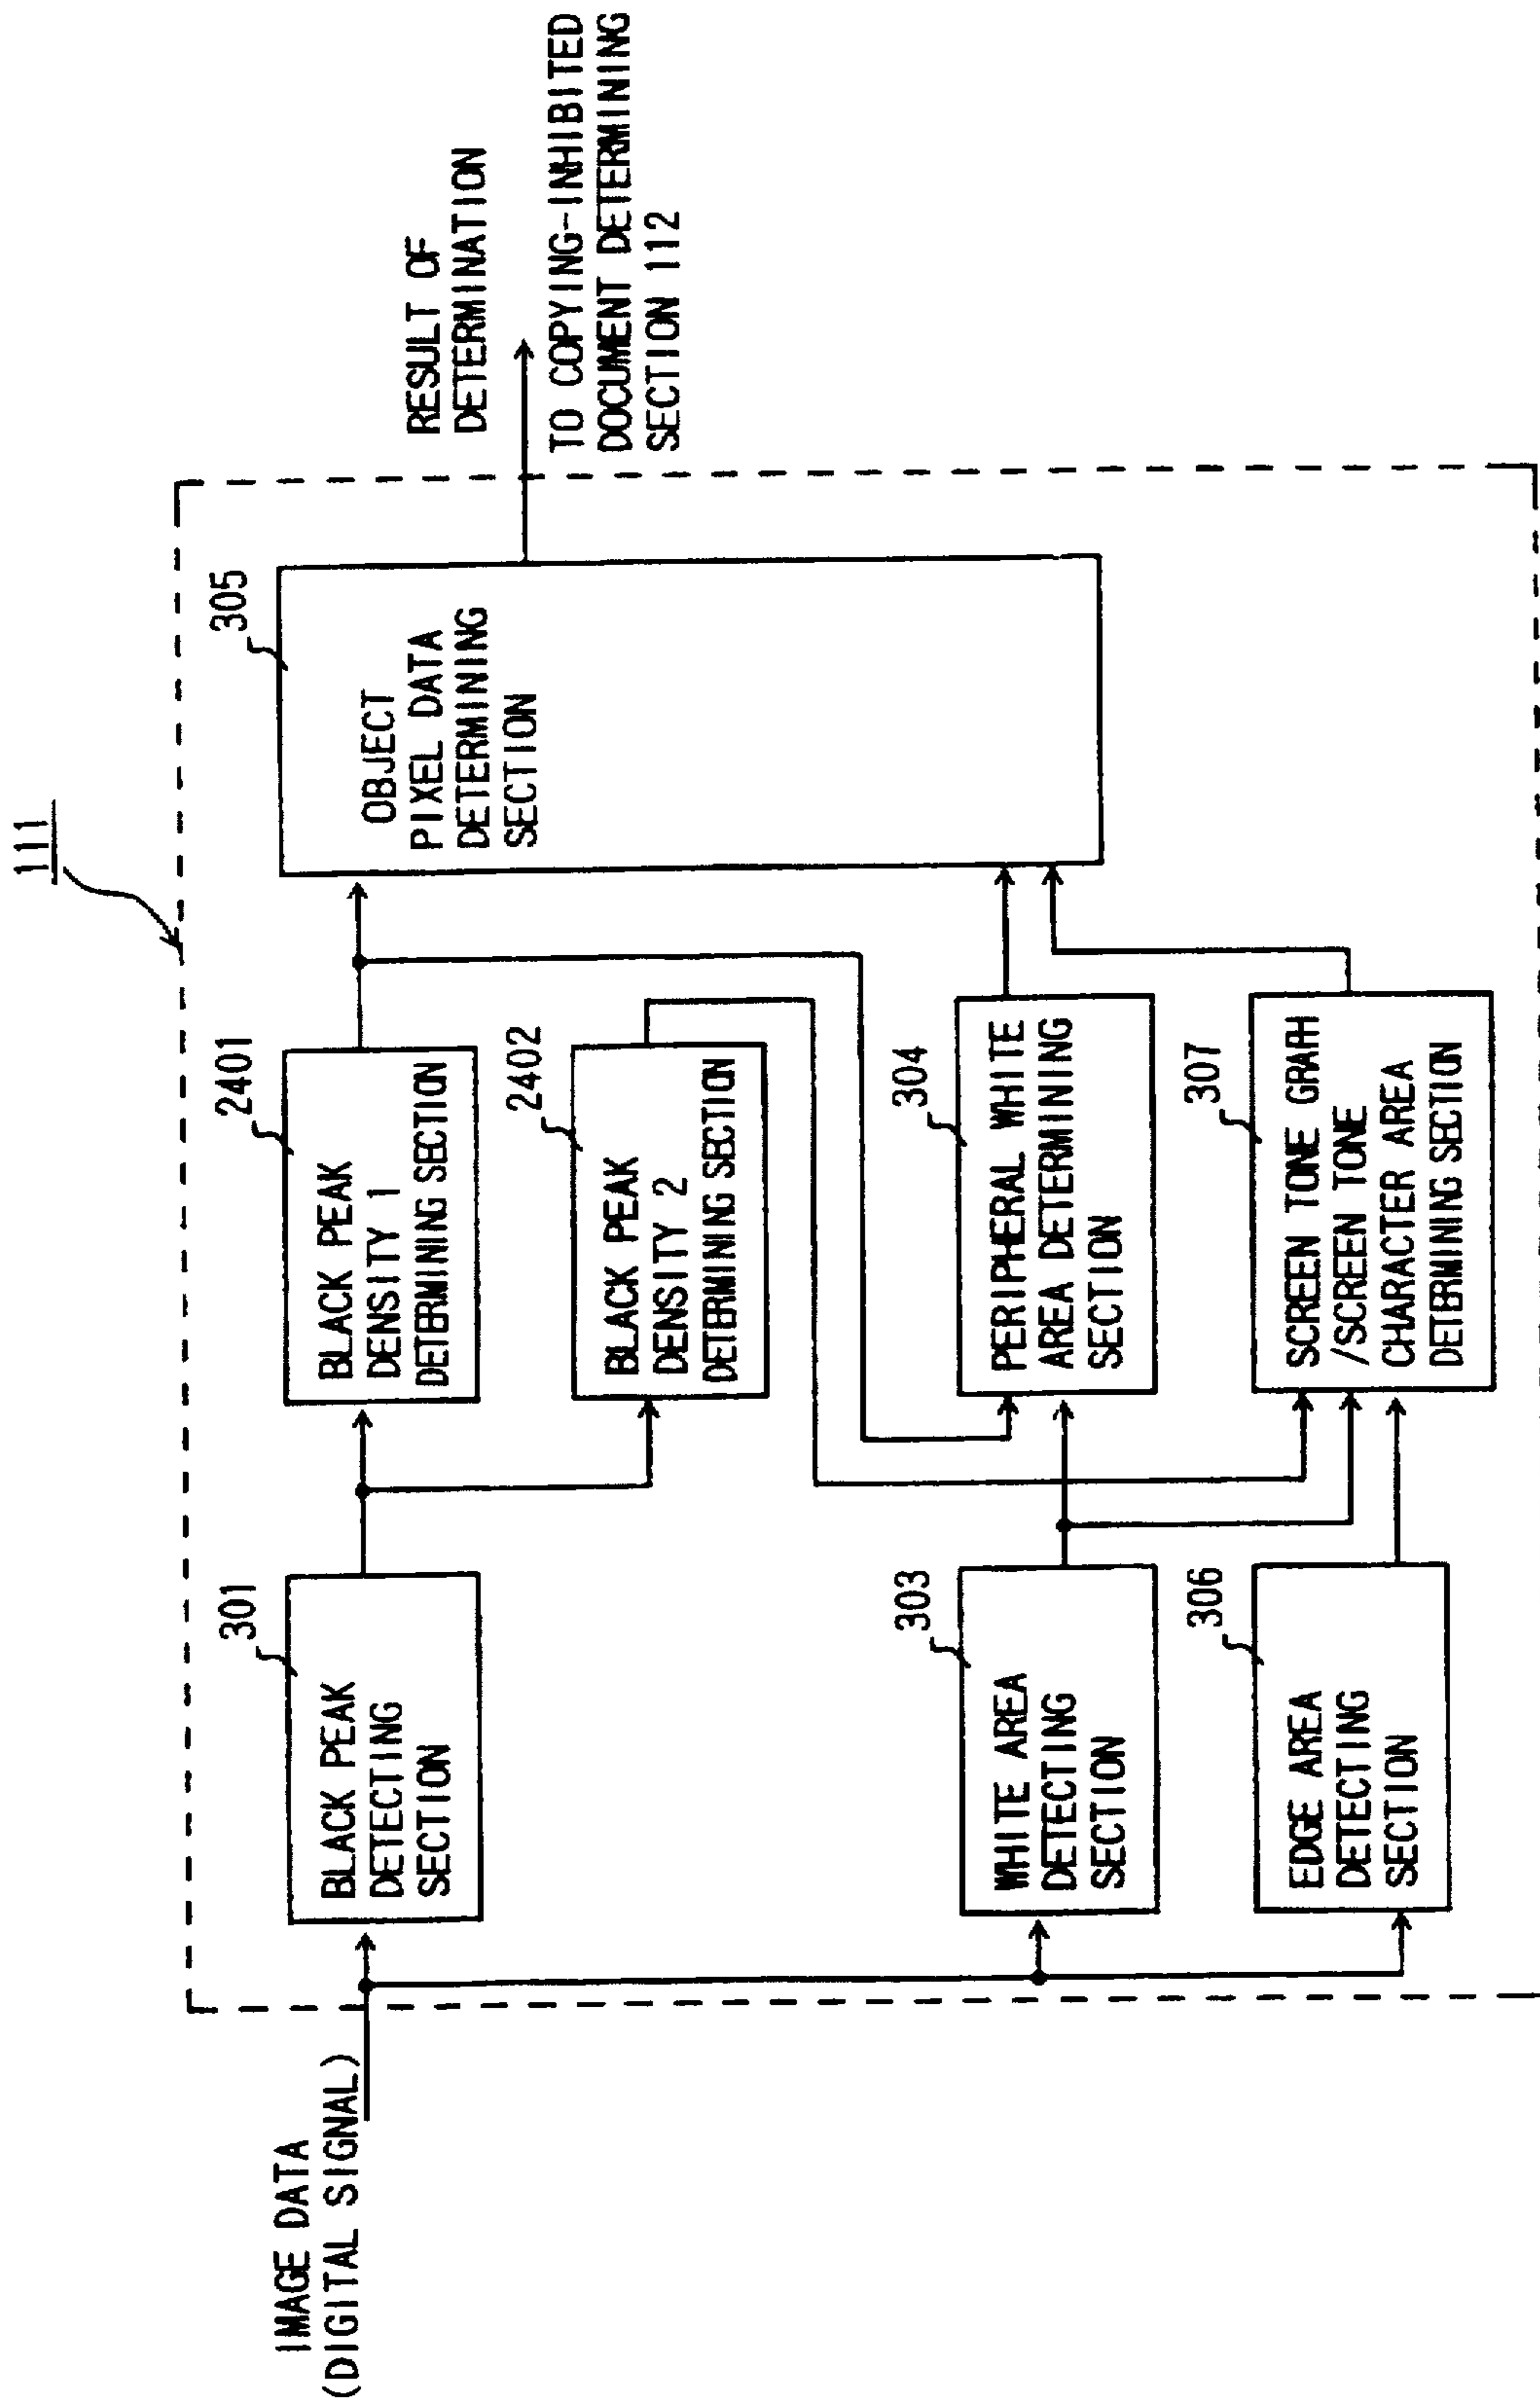 111
IMAGE DATA
(DIGITAL SIGNAL)
301
BLACK PEAK
DETECTING
SECTION
2401
BLACK PEAK
DENSITY 1
DETERMINING SECTION
2402
BLACK PEAK
DENSITY 2
DETERMINING SECTION
303
WHITE AREA
DETECTING
SECTION
304
PERIPHERAL WHITE
AREA DETERMINING
SECTION
306
EDGE AREA
DETECTING
SECTION
307
SCREEN TONE GRAPH
/SCREEN TONE
CHARACTER AREA
DETERMINING SECTION
305
OBJECT
PIXEL DATA
DETERMINING
SECTION
RESULT OF
DETERMINATION
TO COPYING-INHIBITED
DOCUMENT DETERMINING
SECTION 112